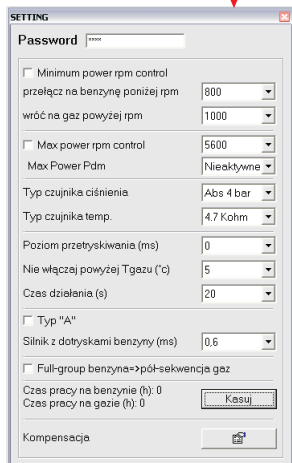 SETTING
Password ****
Minimum power rpm control
przełącz na benzynę poniżej rpm 800
wróć na gaz powyżej rpm 1000
Max power rpm control 5600
Max Power Pdm Nieaktywne
Typ czujnika ciśnienia Abs 4 bar
Typ czujnika temp. 4.7 Kohm
Poziom przetryskiwania (ms) 0
Nie włączaj powyżej Tgazu (°c) 5
Czas działania (s) 20
Typ "A"
Silnik z dotryskami benzyny (ms) 0,6
Full-group benzyna=>pół-sekwencja gaz
Czas pracy na benzynie (h): 0
Czas pracy na gazie (h): 0
Kasuj
Kompensacja